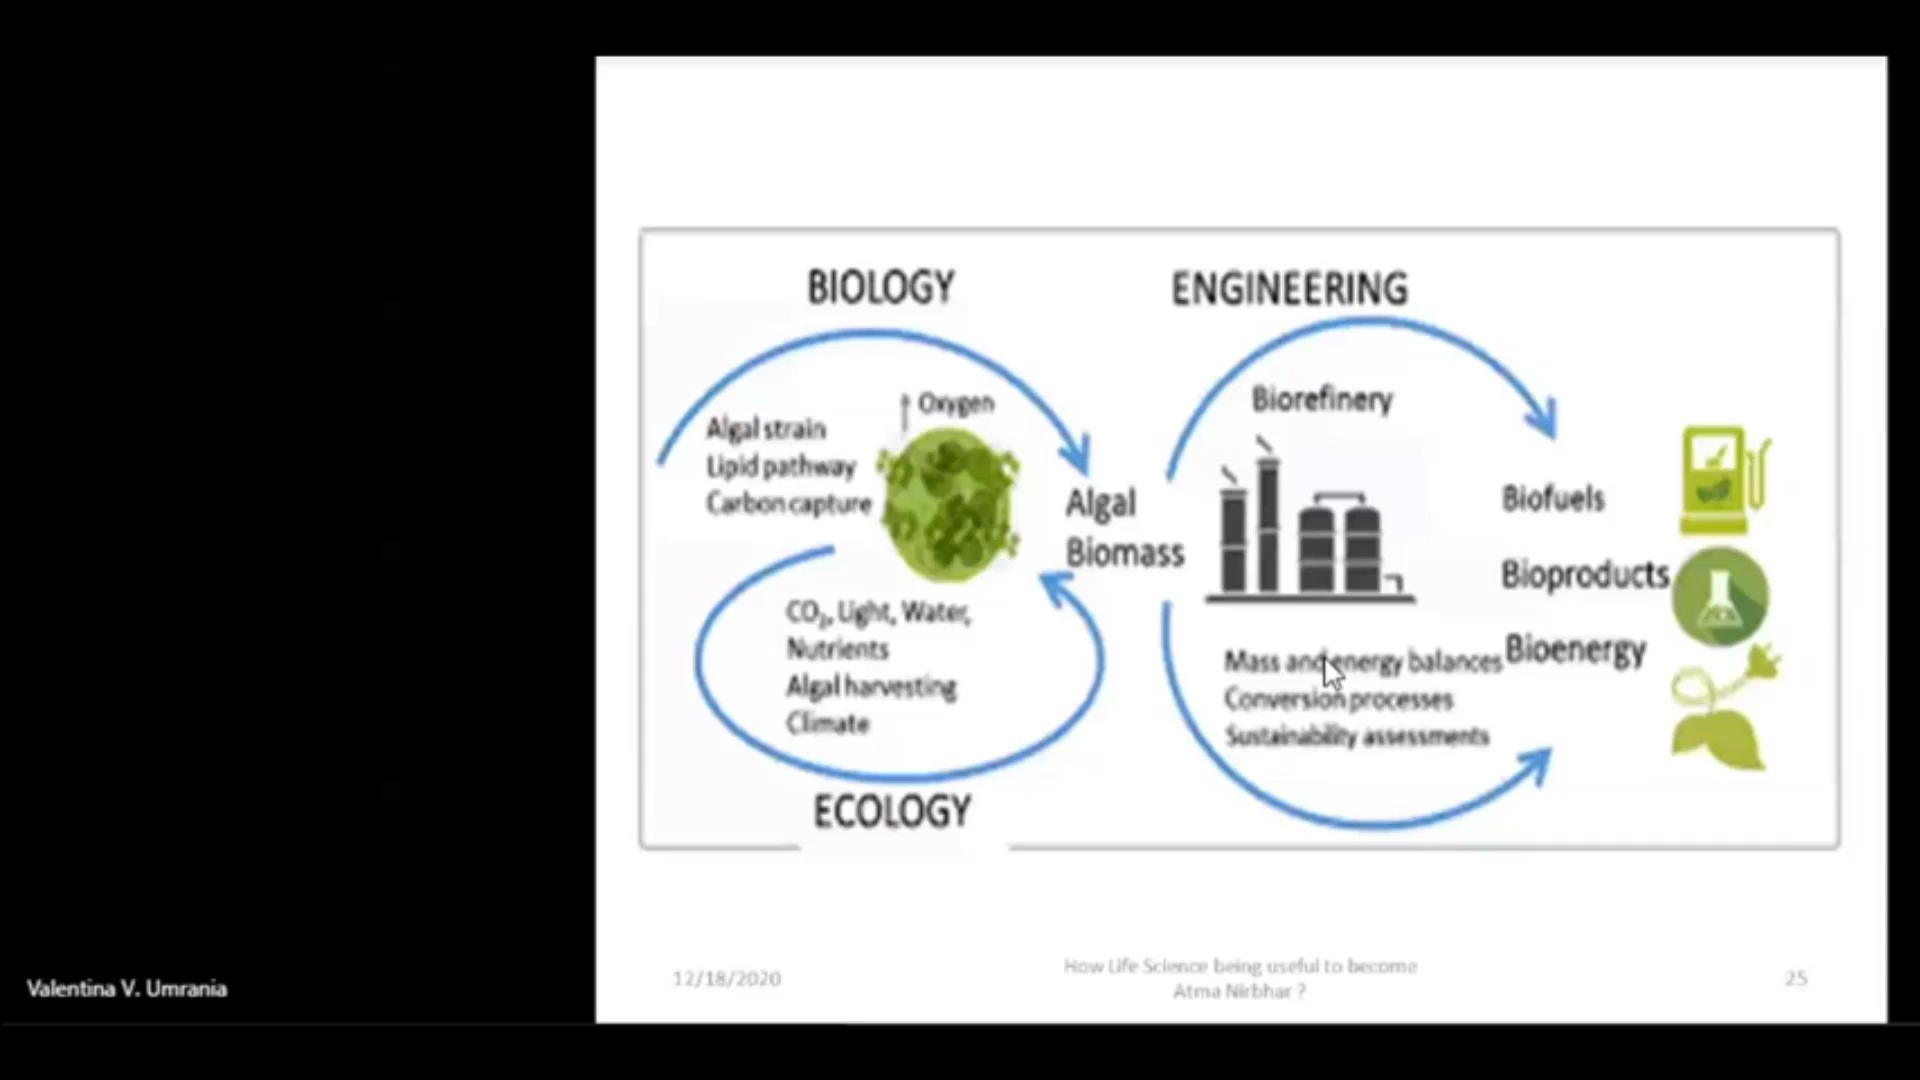 BIOLOGY
ENGINEERING
Oxygen
Algal strain
Lipid pathway
Carbon capture
Algal
Biomass
CO₂, Light, Water,
Nutrients
Algal harvesting
Climate
ECOLOGY
Biorefinery
Mass and energy balances
Conversion processes
Sustainability assessments
Biofuels
Bioproducts
Bioenergy
12/18/2020
How Life Science being useful to become
Atma Nirbhar ?
25
Valentina V. Umrania